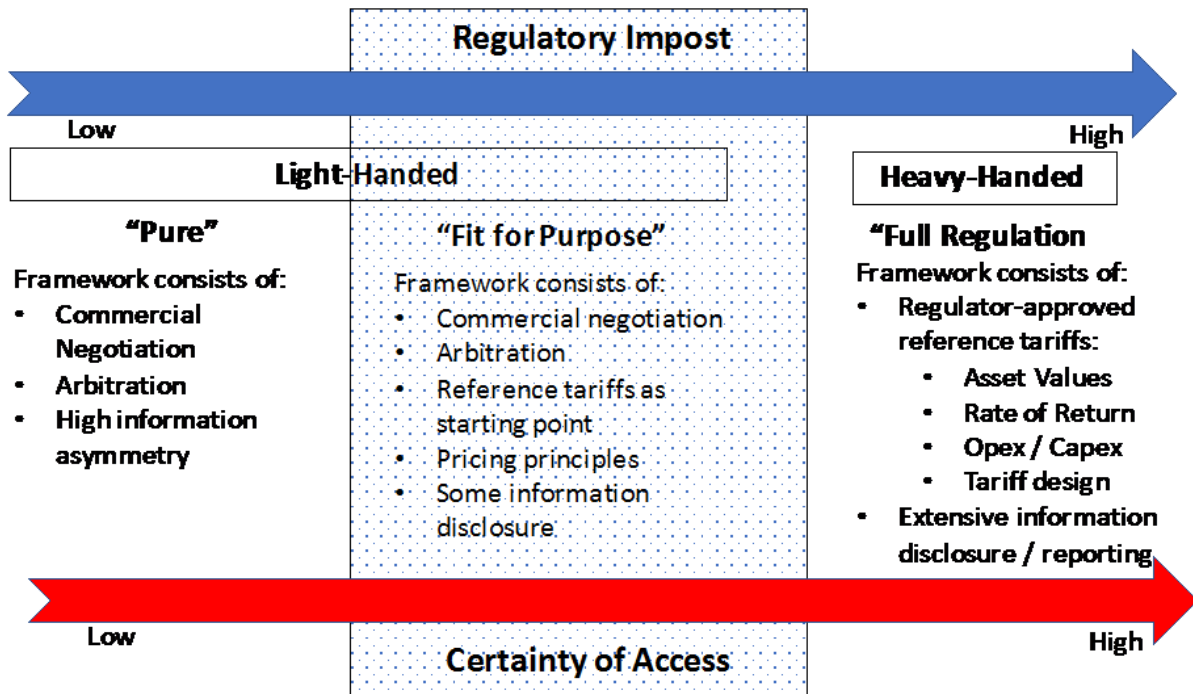 Regulatory Impost
Low
High
Light-Handed
Heavy-Handed
“Pure”
Framework consists of:
• Commercial
Negotiation
• Arbitration
• High information
asymmetry
“Fit for Purpose”
Framework consists of:
• Commercial negotiation
• Arbitration
• Reference tariffs as
starting point
• Pricing principles
• Some information
disclosure
“Full Regulation
Framework consists of:
• Regulator-approved
reference tariffs:
• Asset Values
• Rate of Return
• Opex / Capex
• Tariff design
• Extensive information
disclosure / reporting
Low
High
Certainty of Access